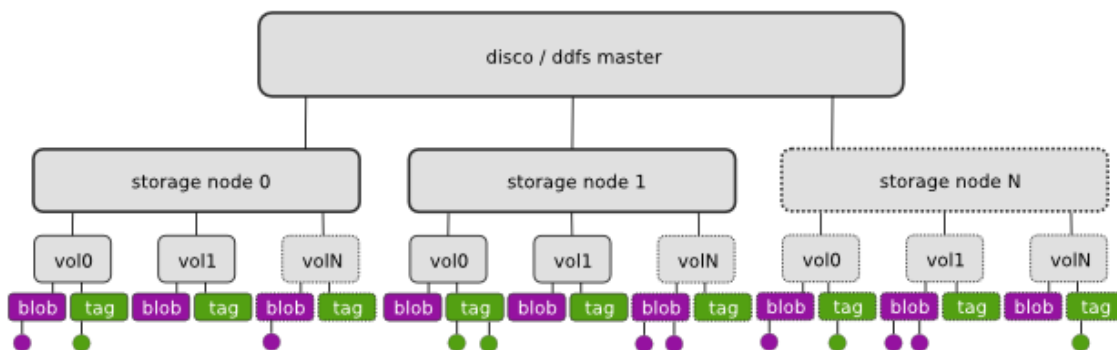 disco / ddfs master
storage node 0 storage node 1 storage node N
vol0 vol1 volN vol0 vol1 volN vol0 vol1 volN
blob tag blob tag blob tag blob tag blob tag blob tag blob tag blob tag blob tag